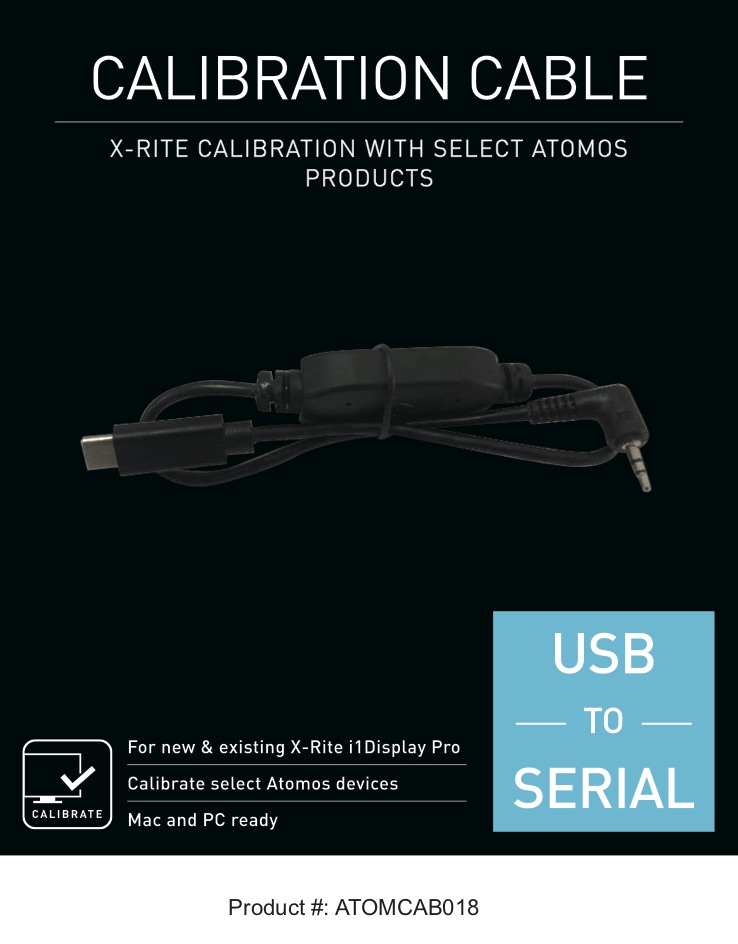 CALIBRATION CABLE
X-RITE CALIBRATION WITH SELECT ATOMOS
PRODUCTS
USB
TO
SERIAL
For new & existing X-Rite i1Display Pro
Calibrate select Atomos devices
Mac and PC ready
CALIBRATE
Product #: ATOMCAB018